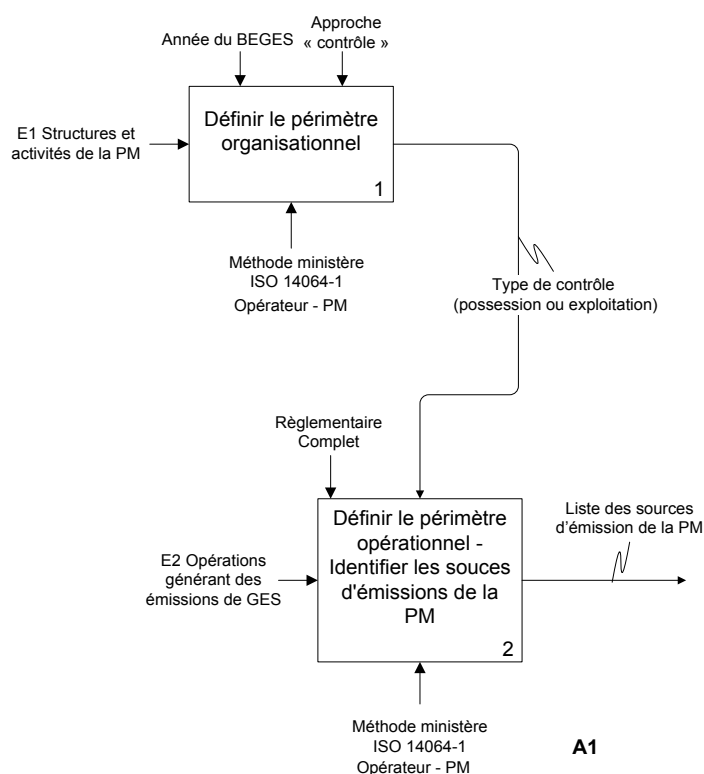 Année du BEGES
Approche
« contrôle »
E1 Structures et
activités de la PM
Définir le périmètre
organisationnel
1
Méthode ministère
ISO 14064-1
Opérateur - PM
Type de contrôle
(possession ou exploitation)
Règlementaire
Complet
E2 Opérations
générant des
émissions de GES
Définir le périmètre
opérationnel -
Identifier les souces
d'émissions de la
PM
2
Liste des sources
d'émission de la PM
Méthode ministère
ISO 14064-1
Opérateur - PM
A1